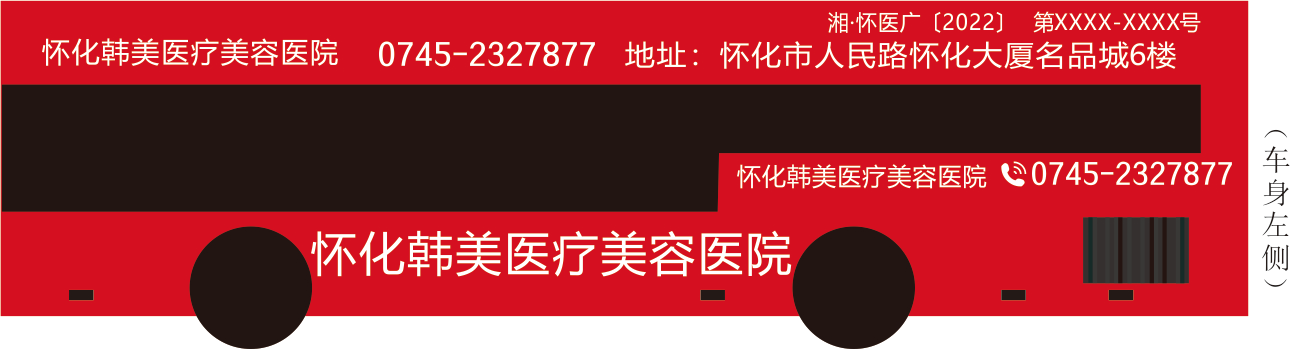 湘·怀医广〔2022〕 第XXXX-XXXX号
怀化韩美医疗美容医院 0745-2327877 地址：怀化市人民路怀化大厦名品城6楼
怀化韩美医疗美容医院 0745-2327877
怀化韩美医疗美容医院
（车身左侧）